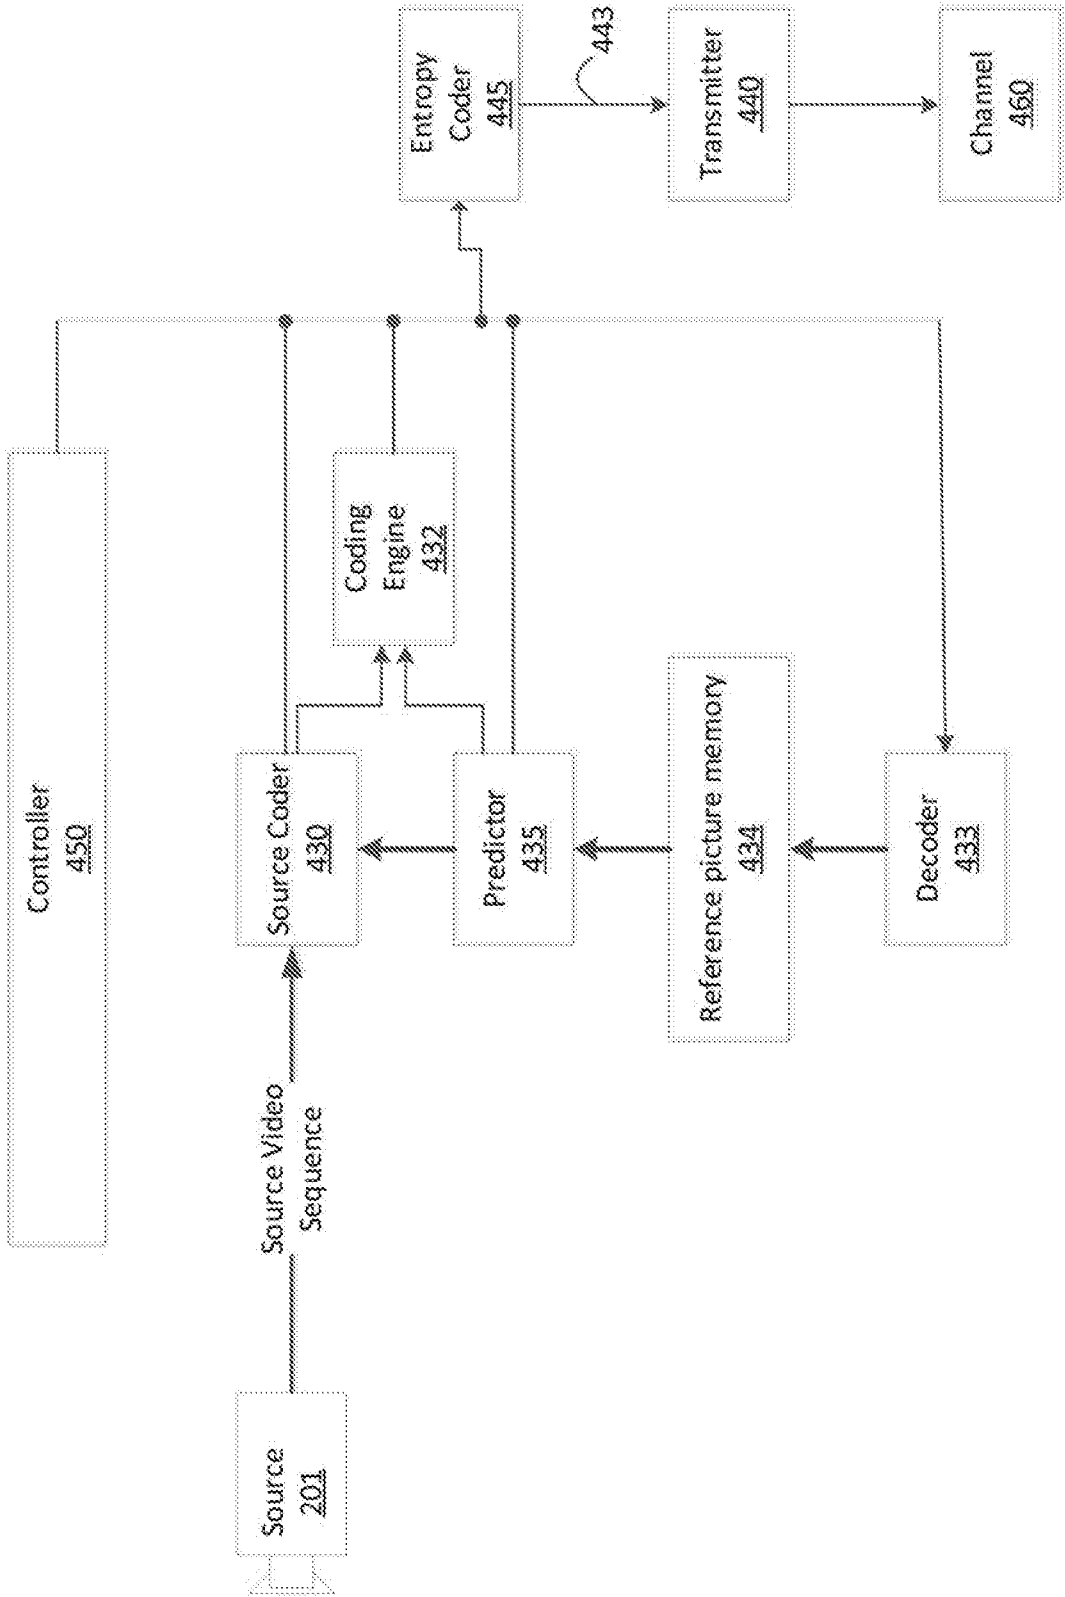 Controller
450
Source
201
Source Video
Sequence
Source Coder
430
Coding
Engine
432
Entropy
Coder
445
443
Predictor
435
Transmitter
440
Reference picture memory
434
Channel
460
Decoder
433